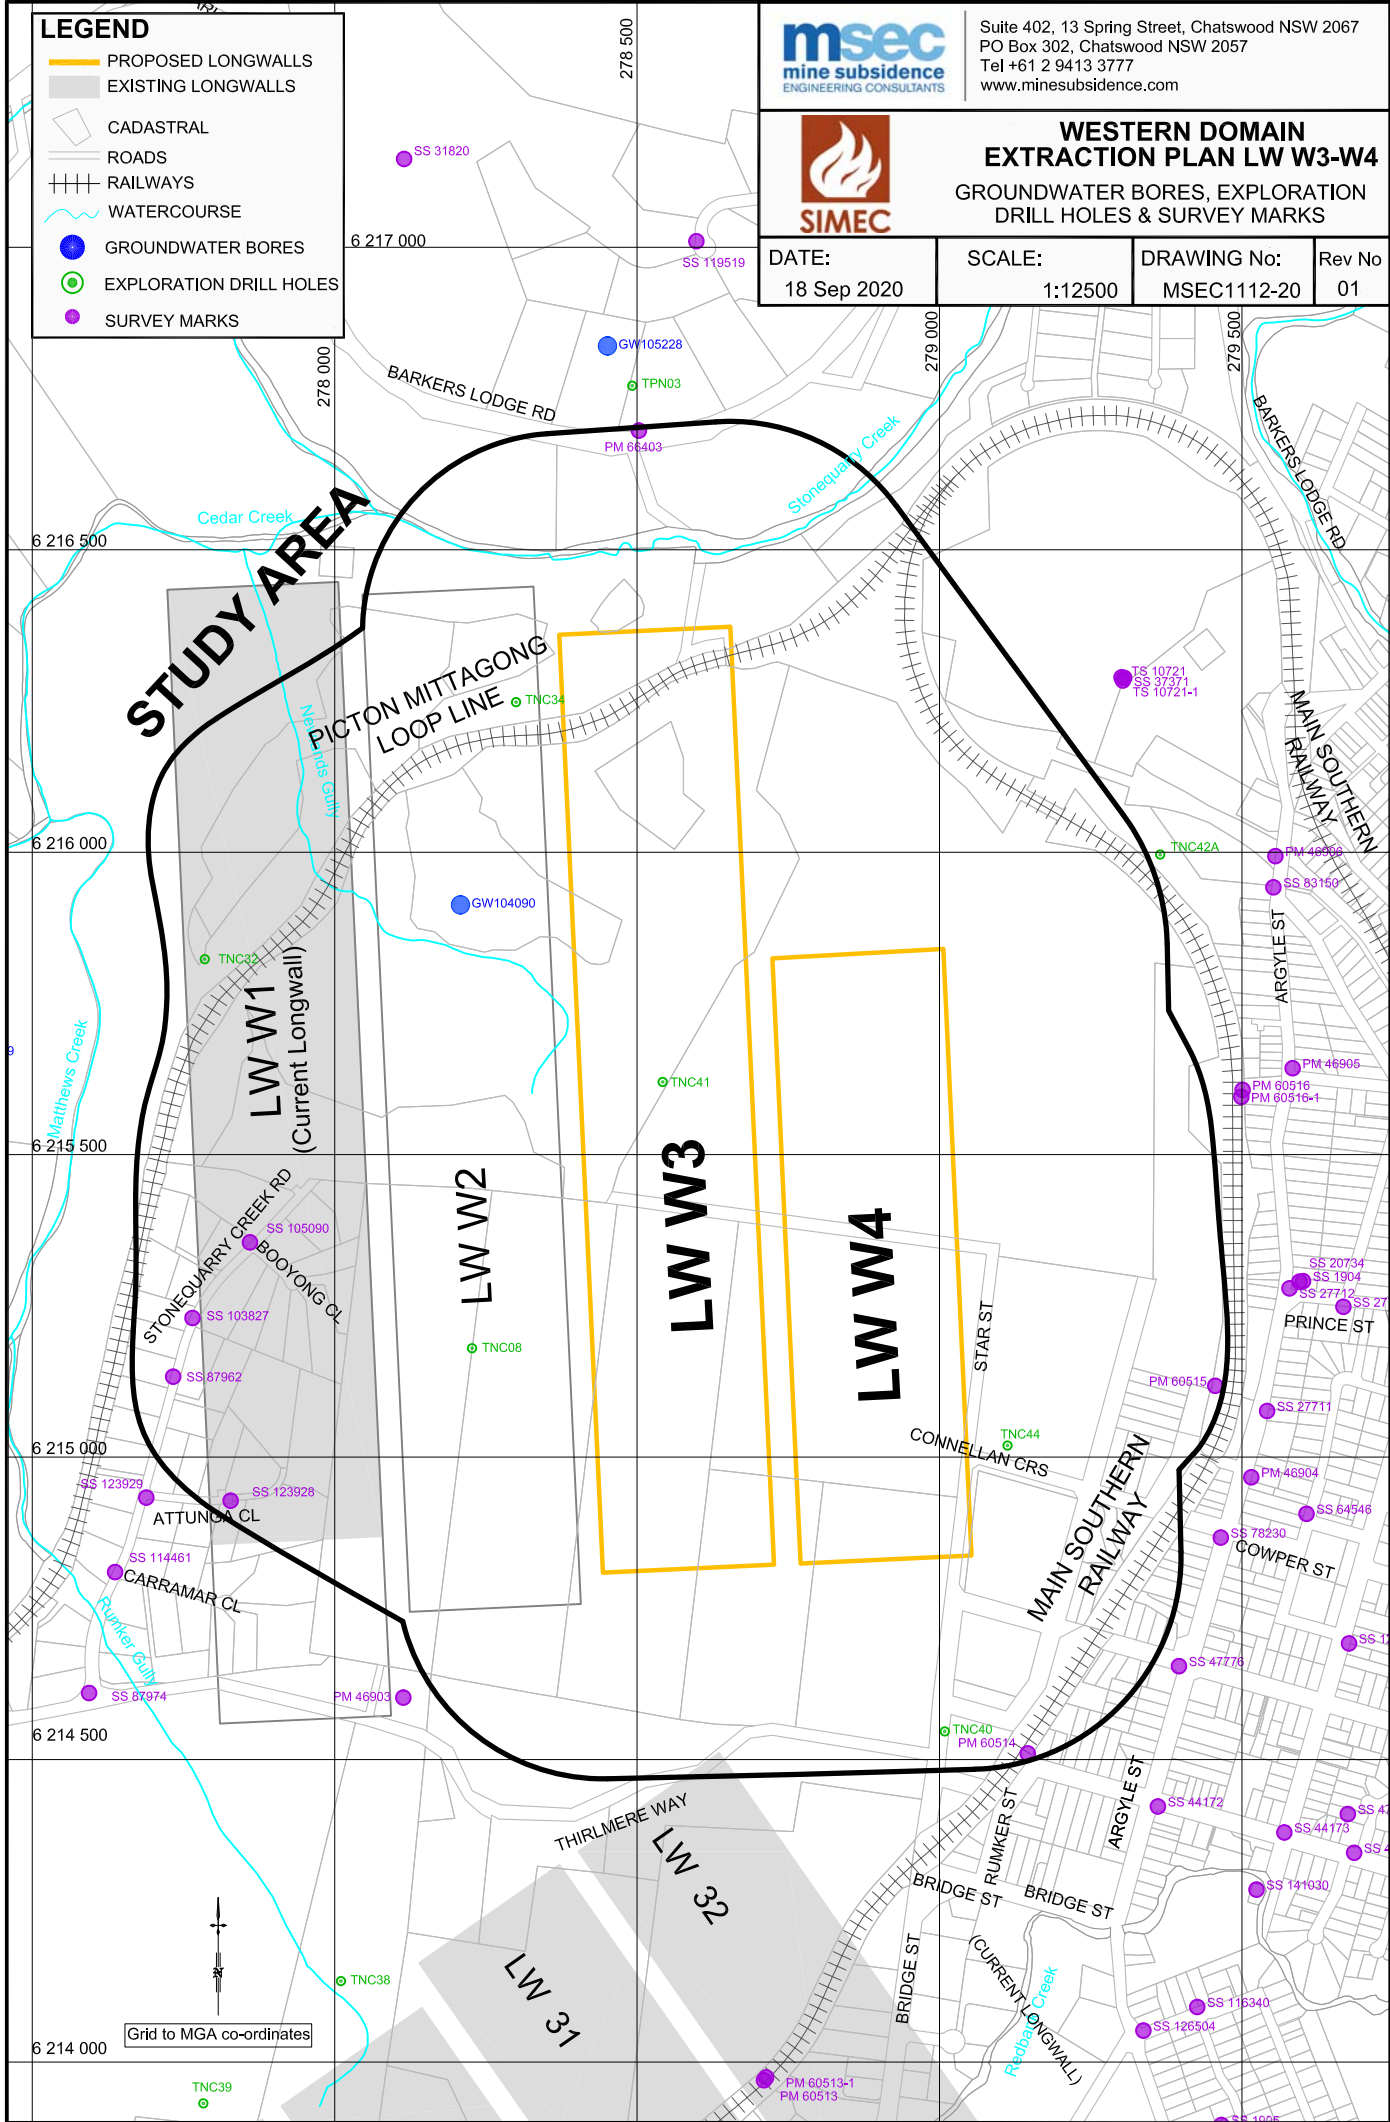 LEGEND
PROPOSED LONGWALLS
EXISTING LONGWALLS
CADASTRAL
ROADS
RAILWAYS
WATERCOURSE
GROUNDWATER BORES
EXPLORATION DRILL HOLES
SURVEY MARKS
msec
mine subsidence
ENGINEERING CONSULTANTS
Suite 402, 13 Spring Street, Chatswood NSW 2067
PO Box 302, Chatswood NSW 2057
Tel +61 2 9413 3777
www.minesubsidence.com
SIMEC
WESTERN DOMAIN
EXTRACTION PLAN LW W3-W4
GROUNDWATER BORES, EXPLORATION
DRILL HOLES & SURVEY MARKS
DATE:
18 Sep 2020
SCALE:
1:12500
DRAWING No:
MSEC1112-20
Rev No
01
278 500
SS 31820
6 217 000
SS 119519
278 000
279 000
279 500
GW105228
TPN03
BARKERS LODGE RD
PM 66403
Stonequarry Creek
BARKERS LODGE RD
Cedar Creek
6 216 500
STUDY AREA
PICTON MITTAGONG
LOOP LINE
TNC34
Newlands Gully
TS 10721
SS 37371
TS 10721-1
MAIN SOUTHERN
RAILWAY
6 216 000
TNC42A
PM 46906
SS 83150
GW104090
ARGYLE ST
TNC32
LW W1
(Current Longwall)
Matthews Creek
9
TNC41
PM 46905
PM 60516
PM 60516-1
6 215 500
LW W2
LW W3
LW W4
STONEQUARRY CREEK RD
SS 105090
BOOYONG CL
SS 103827
SS 87962
TNC08
STAR ST
SS 20734
SS 1904
SS 27712
SS 27
PRINCE ST
PM 60515
SS 27711
6 215 000
CONNELLAN CRS
TNC44
MAIN SOUTHERN
RAILWAY
PM 46904
SS 64546
SS 78230
COWPER ST
SS 123929
SS 123928
ATTUNGA CL
SS 114461
CARRAMAR CL
Rumker Gully
SS 87974
PM 46903
SS 47776
6 214 500
TNC40
PM 60514
THIRLMERE WAY
LW 32
LW 31
RUMKER ST
ARGYLE ST
SS 44172
SS 44173
SS 141030
BRIDGE ST
BRIDGE ST
BRIDGE ST
(CURRENT LONGWALL)
Redbank Creek
TNC38
Grid to MGA co-ordinates
6 214 000
TNC39
PM 60513-1
PM 60513
SS 116340
SS 126504
SS 1905